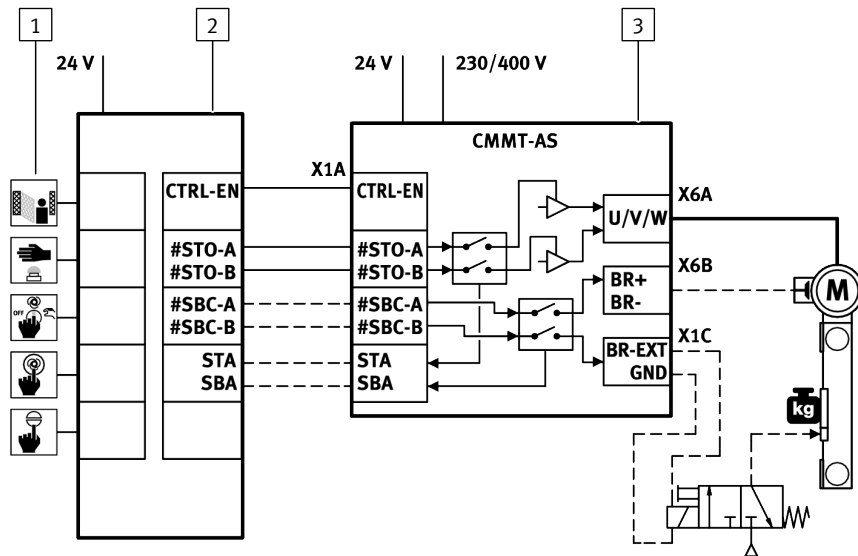 1
2
3
24 V
24 V
230/400 V
CMMT-AS
X1A
CTRL-EN
CTRL-EN
X6A
U/V/W
#STO-A
#STO-A
#STO-B
#STO-B
X6B
BR+
BR-
M
#SBC-A
#SBC-A
#SBC-B
#SBC-B
OFF
X1C
STA
STA
BR-EXT
SBA
SBA
GND
kg